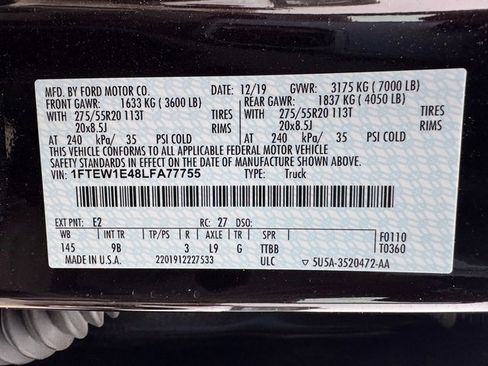 MFD. BY FORD MOTOR CO. 12/19 GVWR: 3175 KG ( 7000 LB)
FRONT GAWR: 1633 KG ( 3600 LB) REAR GAWR: 1837 KG ( 4050 LB)
WITH 275/55R20 113T TIRES WITH 275/55R20 113T TIRES
20x8.5J RIMS 20x8.5J RIMS
AT 240 kPa/ 35 PSI COLD AT 240 kPa/ 35 PSI COLD
THIS VEHICLE CONFORMS TO ALL APPLICABLE FEDERAL MOTOR VEHICLE
SAFETY AND THEFT PREVENTION STANDARDS IN EFFECT ON THE DATE OF MANUFACTURE SHOWN ABOVE.
VIN: 1FTEW1E48LFA77755 TYPE: Truck
EXT PNT: E2 RC: 27 DSO: F0110
WB INT TR TP/PS R AXLE TR SPR T0360
145 9B 3 L9 G TTBB
MADE IN U.S.A. 2201912227533 ULC ▽ 5U5A-3520472-AA